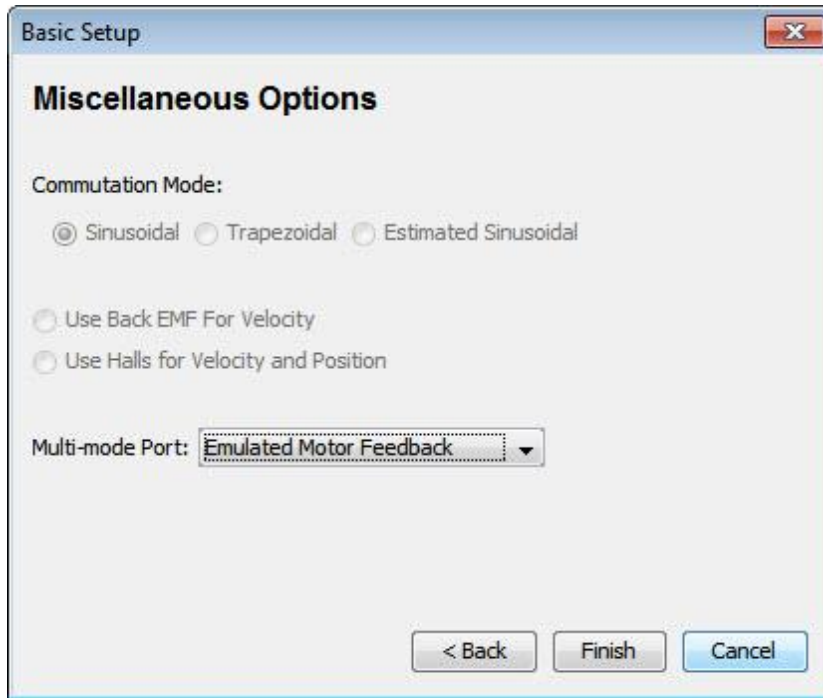 Basic Setup
Miscellaneous Options
Commutation Mode:
Sinusoidal Trapezoidal Estimated Sinusoidal
Use Back EMF For Velocity
Use Halls for Velocity and Position
Multi-mode Port: Emulated Motor Feedback
< Back Finish Cancel